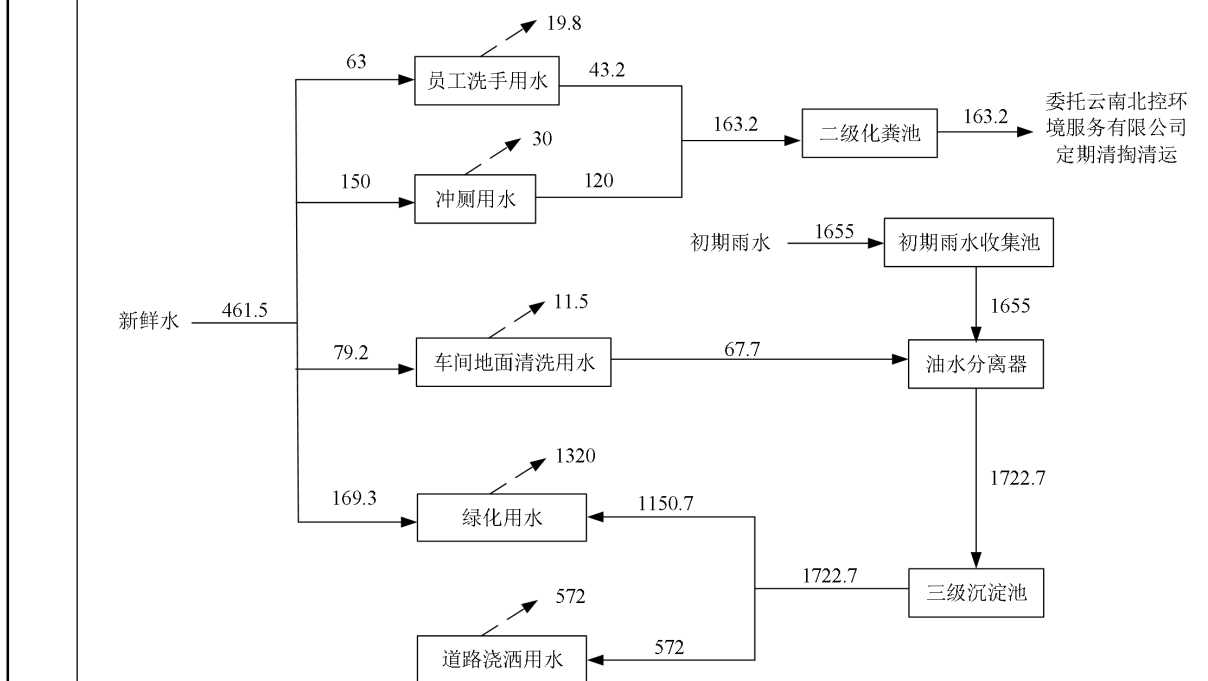 19.8
63
员工洗手用水
43.2
委托云南北控环
境服务有限公司
定期清掏清运
163.2
二级化粪池
163.2
30
150
冲厕用水
120
初期雨水
1655
初期雨水收集池
1655
新鲜水
461.5
11.5
79.2
车间地面清洗用水
67.7
油水分离器
1320
1722.7
169.3
绿化用水
1150.7
1722.7
三级沉淀池
572
道路浇洒用水
572